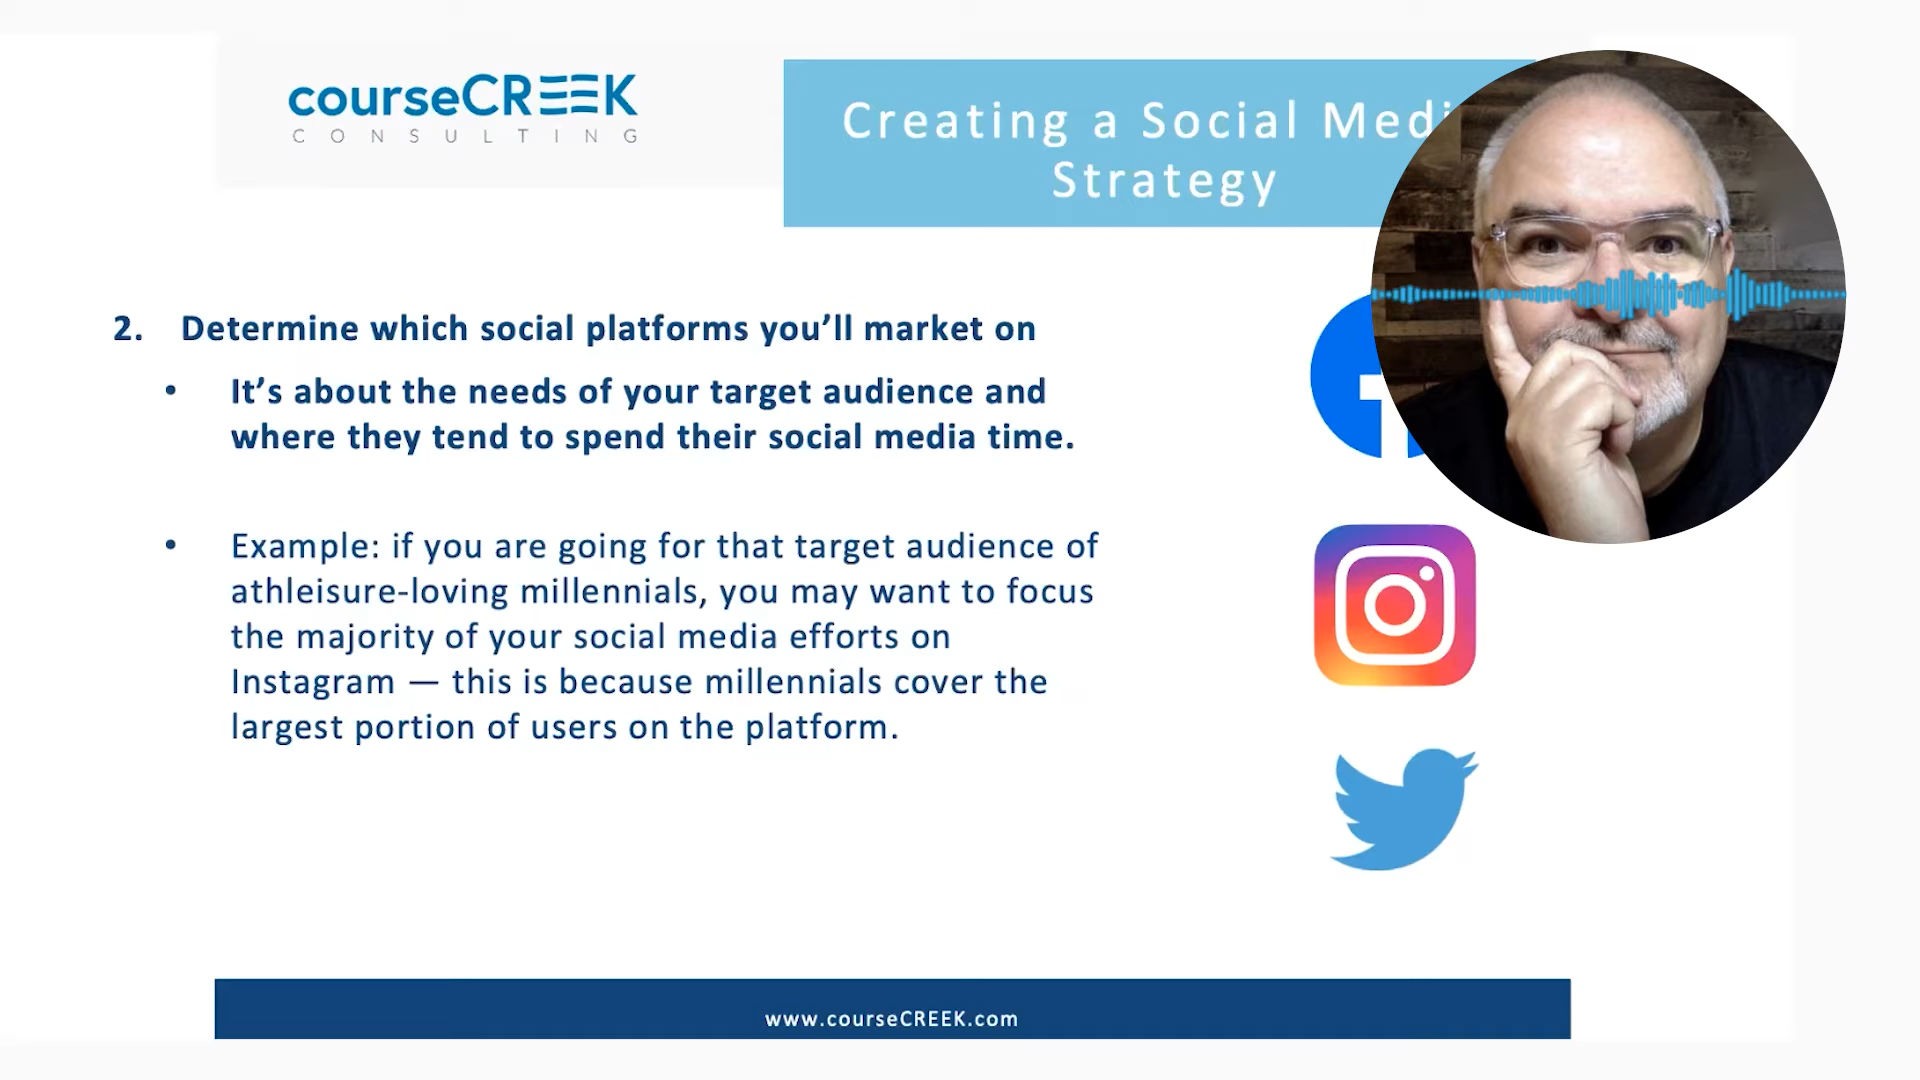 courseCREEK
CONSULTING
Creating a Social Medi
Strategy
2. Determine which social platforms you’ll market on
• It’s about the needs of your target audience and
where they tend to spend their social media time.
• Example: if you are going for that target audience of
athleisure-loving millennials, you may want to focus
the majority of your social media efforts on
Instagram — this is because millennials cover the
largest portion of users on the platform.
www.courseCREEK.com